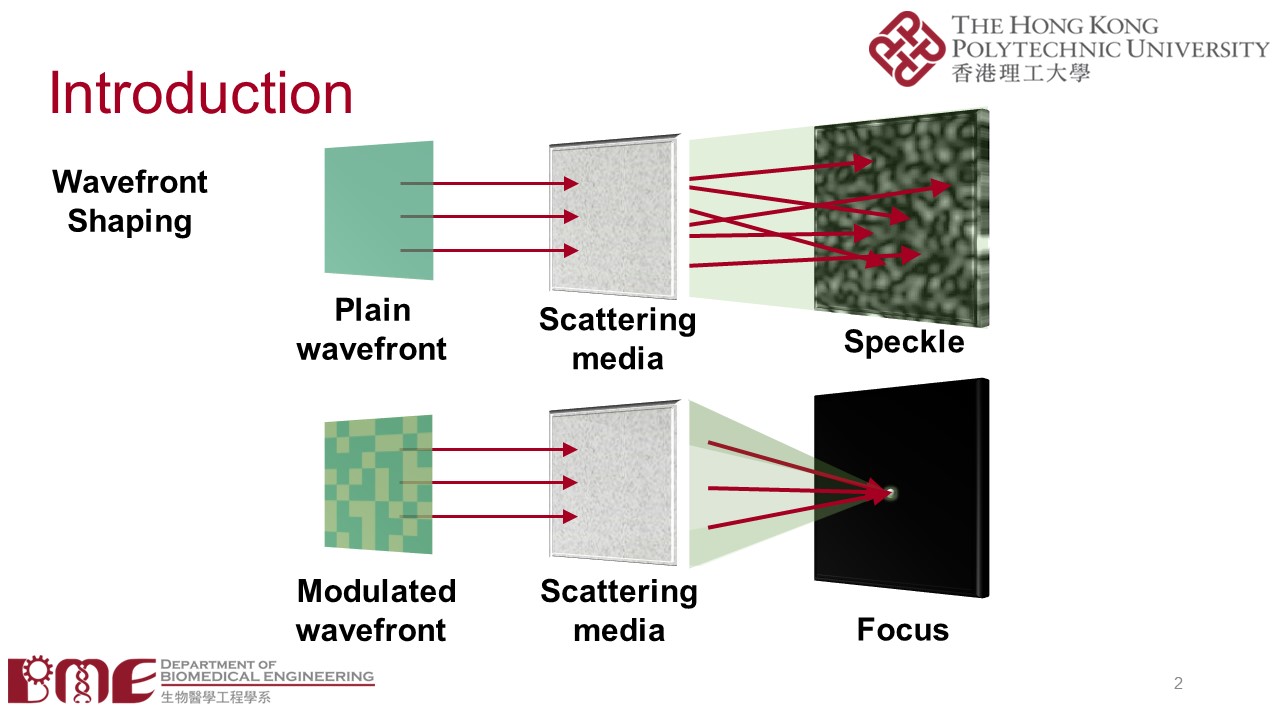 THE HONG KONG
POLYTECHNIC UNIVERSITY
香港理工大學
Introduction
Wavefront
Shaping
Plain
wavefront
Scattering
media
Speckle
Modulated
wavefront
Scattering
media
Focus
BME
DEPARTMENT OF
BIOMEDICAL ENGINEERING
生物醫學工程學系
2